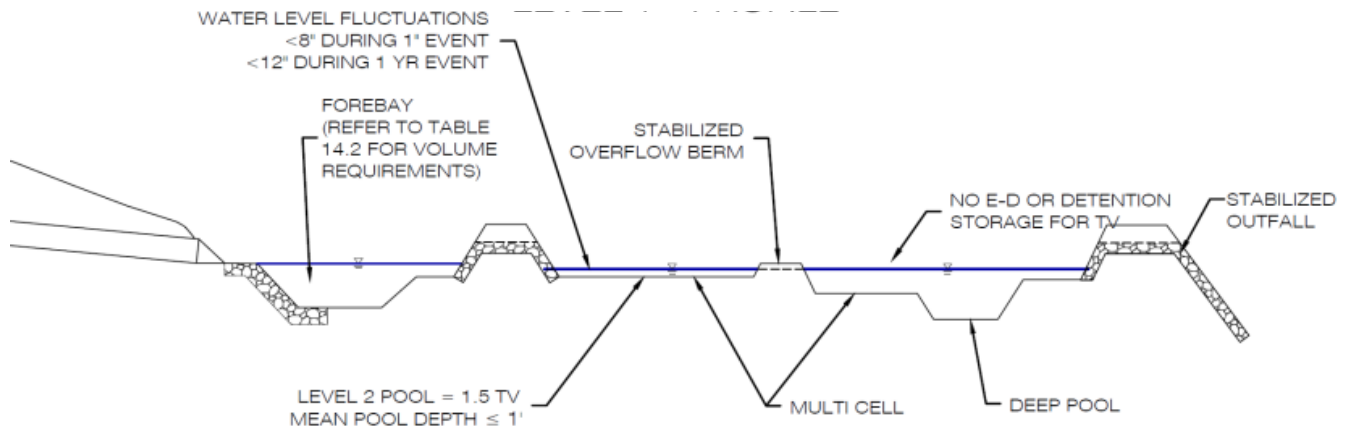 WATER LEVEL FLUCTUATIONS
<8" DURING 1" EVENT
<12" DURING 1 YR EVENT
FOREBAY
(REFER TO TABLE
14.2 FOR VOLUME
REQUIREMENTS)
STABILIZED
OVERFLOW BERM
NO E-D OR DETENTION
STORAGE FOR TV
STABILIZED
OUTFALL
LEVEL 2 POOL = 1.5 TV
MEAN POOL DEPTH ≤ 1'
MULTI CELL
DEEP POOL